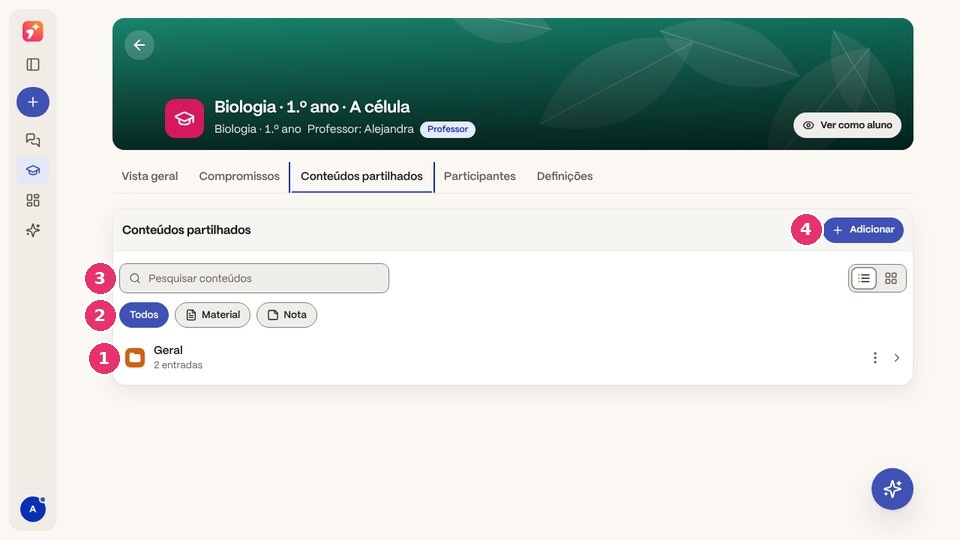 Biologia · 1.º ano · A célula
Biologia · 1.º ano Professor: Alejandra Professor
Ver como aluno
Vista geral Compromissos Conteúdos partilhados Participantes Definições
Conteúdos partilhados
4 + Adicionar
3 Pesquisar conteúdos
2 Todos Material Nota
1 Geral
2 entradas
A